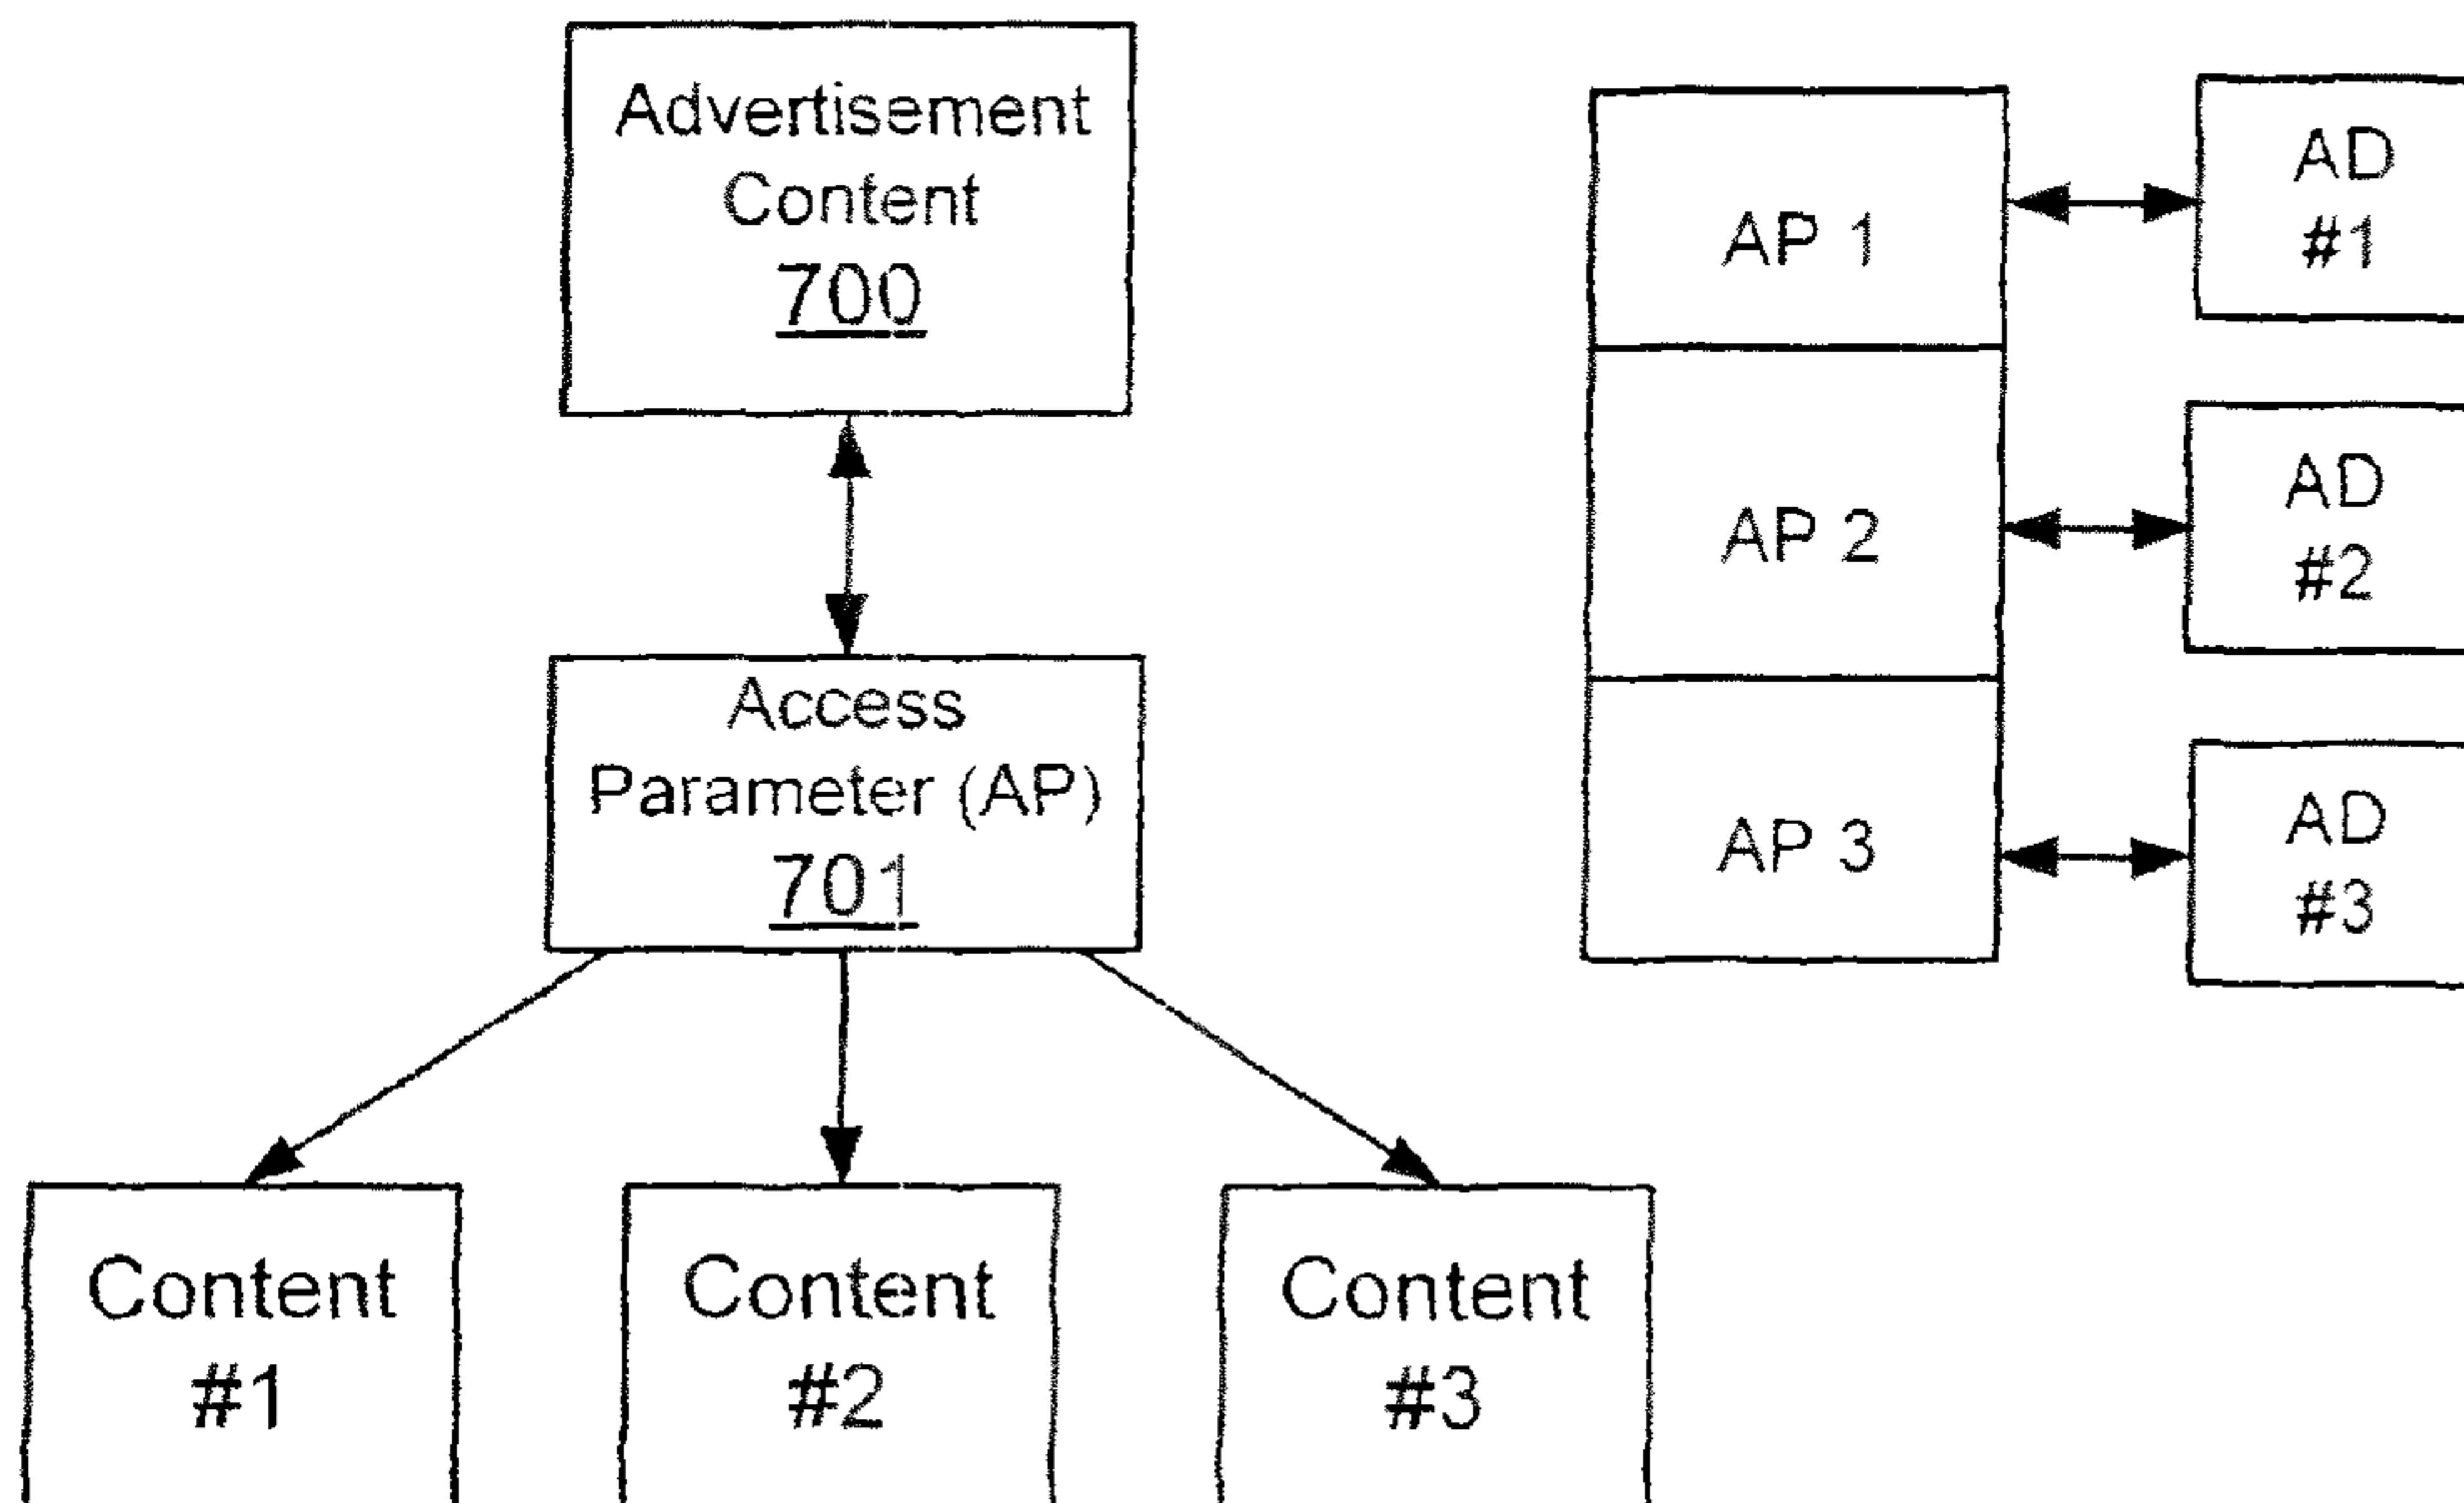 Advertisement
Content
700
Access
Parameter (AP)
701
Content
#1
Content
#2
Content
#3
AP 1
AP 2
AP 3
AD
#1
AD
#2
AD
#3